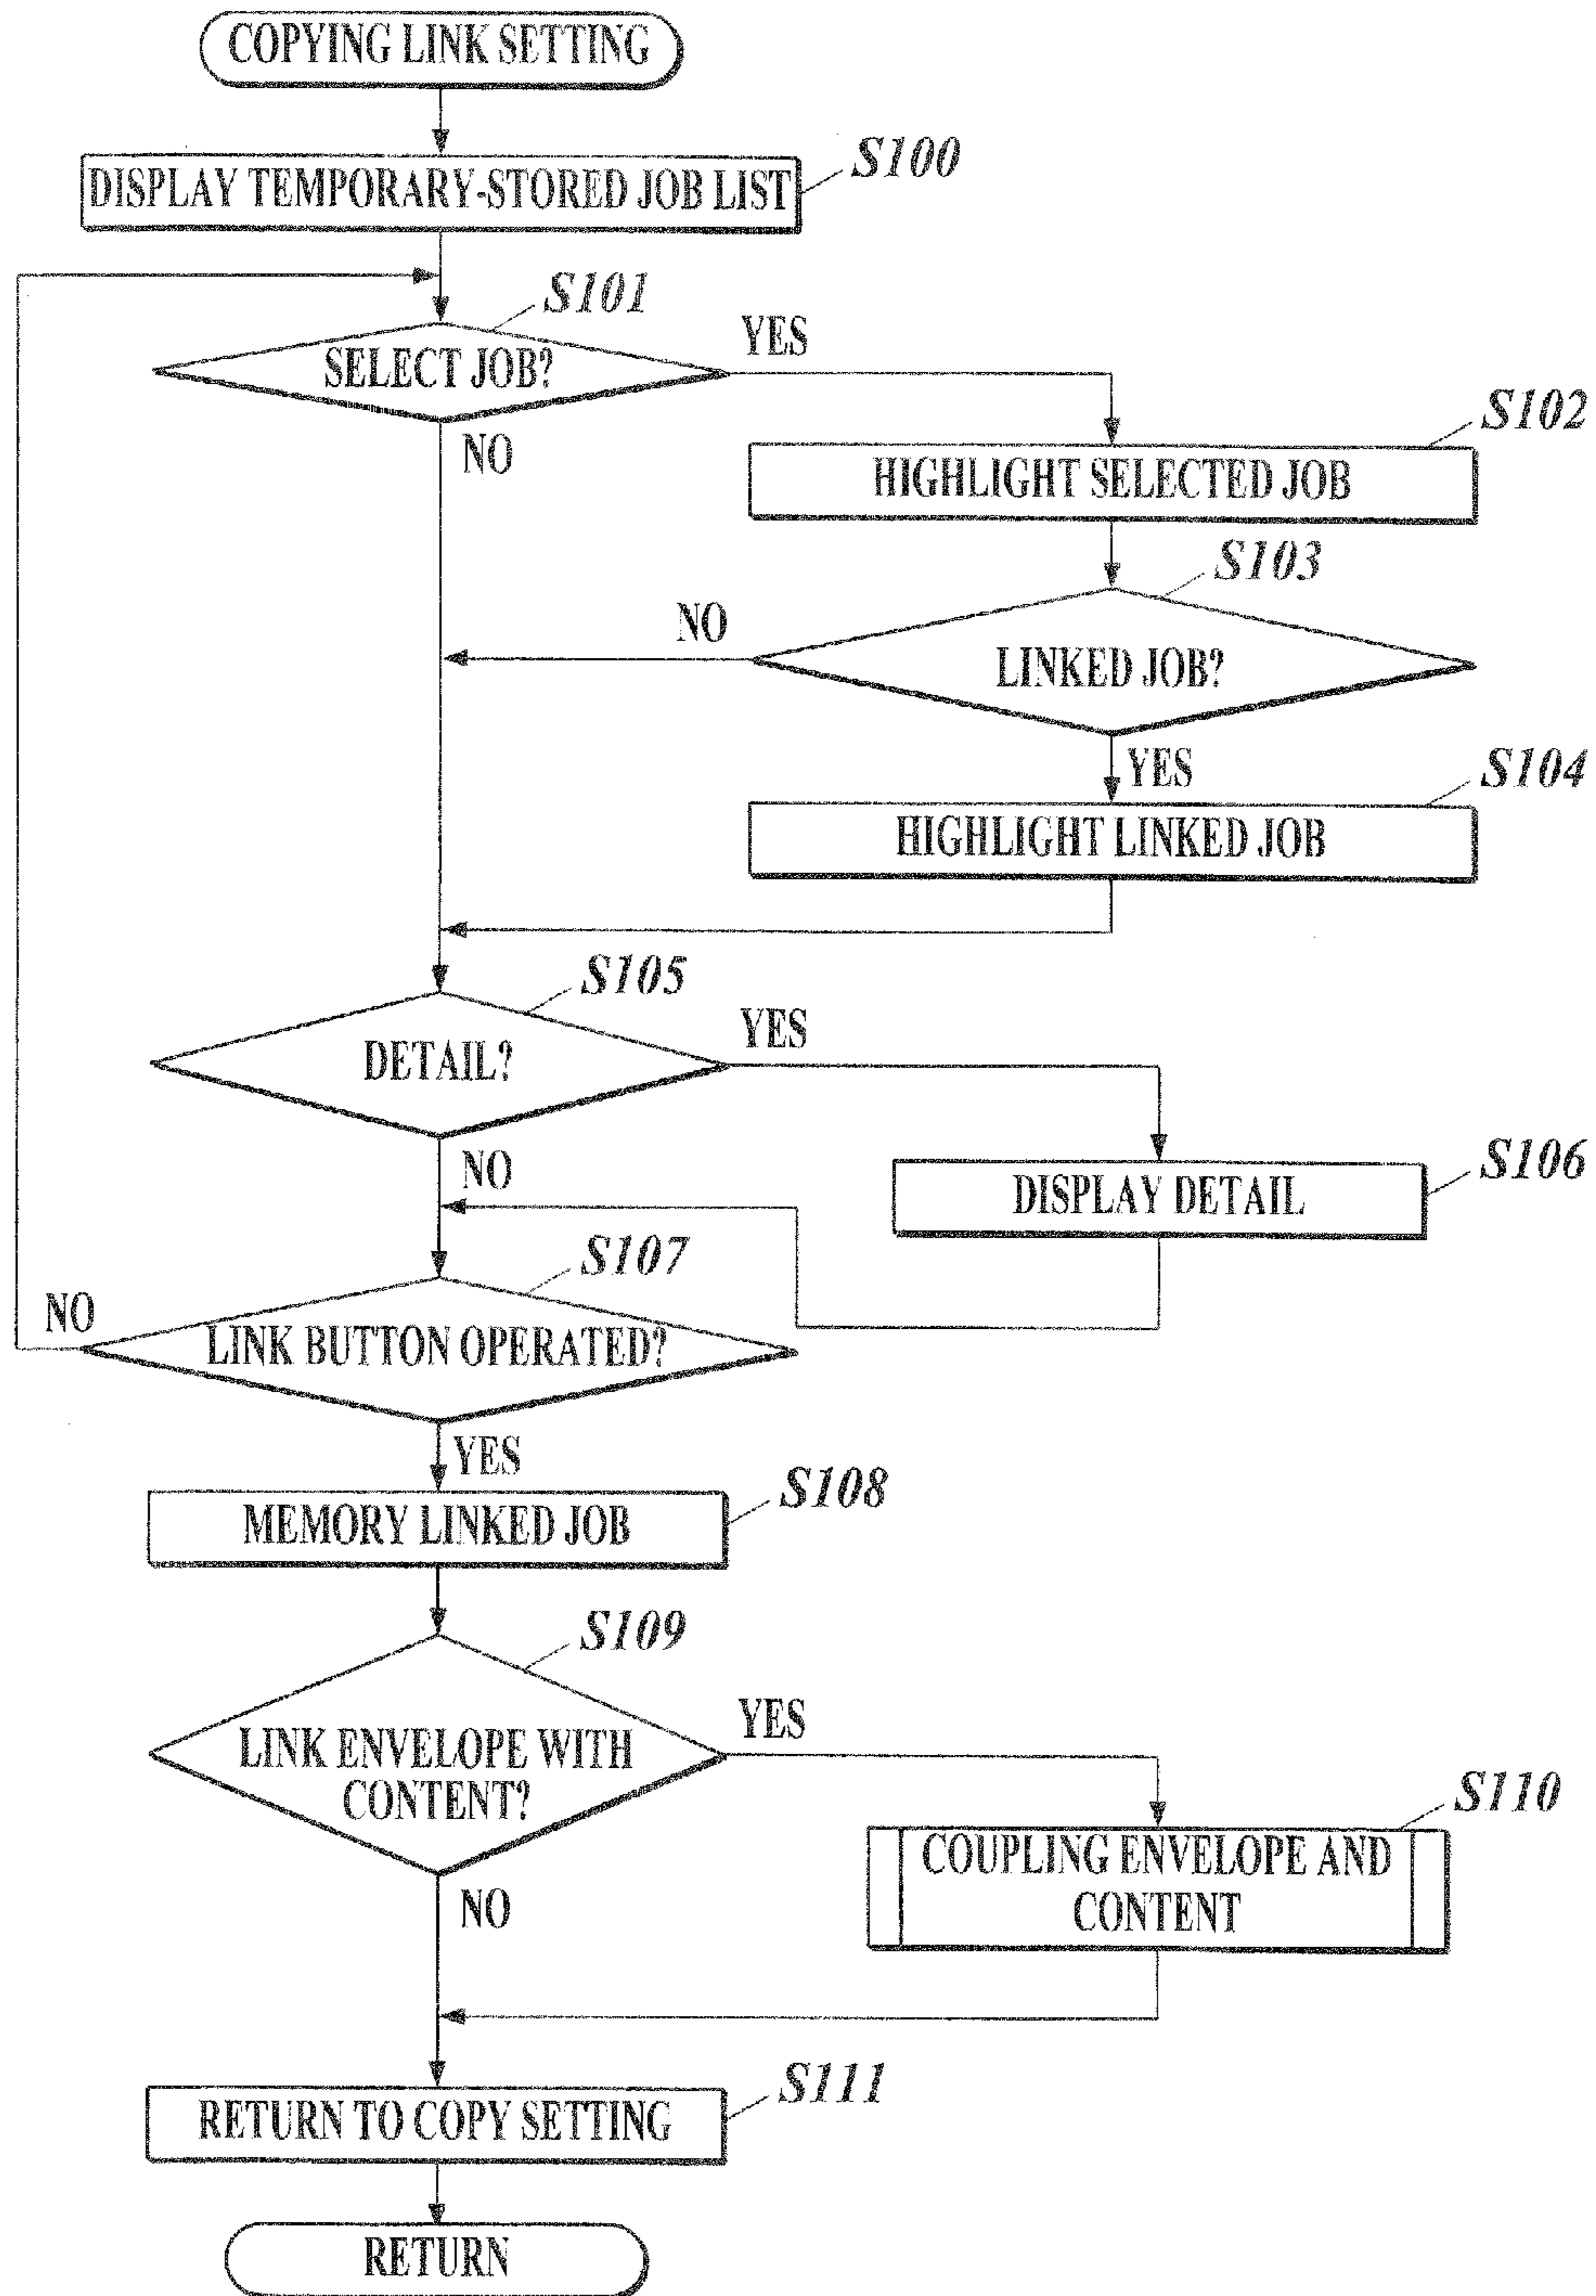 COPYING LINK SETTING
S100
DISPLAY TEMPORARY-STORED JOB LIST
S101
SELECT JOB?
YES
NO
S102
HIGHLIGHT SELECTED JOB
S103
NO
LINKED JOB?
YES
S104
HIGHLIGHT LINKED JOB
S105
DETAIL?
YES
NO
S106
DISPLAY DETAIL
S107
NO
LINK BUTTON OPERATED?
YES
S108
MEMORY LINKED JOB
S109
LINK ENVELOPE WITH
CONTENT?
YES
NO
S110
COUPLING ENVELOPE AND
CONTENT
S111
RETURN TO COPY SETTING
RETURN